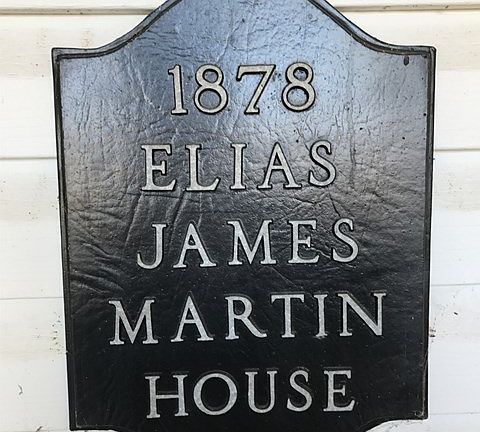 1878
ELIAS
JAMES
MARTIN
HOUSE